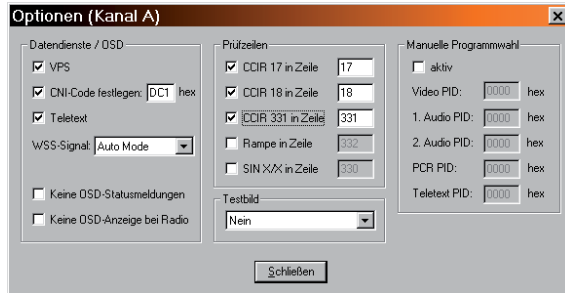 Optionen (Kanal A)
Datendienste / OSD
VPS
CNI-Code festlegen: DC1 hex
Teletext
WSS-Signal: Auto Mode
Keine OSD-Statusmeldungen
Keine OSD-Anzeige bei Radio
Prüfzeilen
CCIR 17 in Zeile 17
CCIR 18 in Zeile 18
CCIR 331 in Zeile 331
Rampe in Zeile 332
SIN X/X in Zeile 330
Testbild
Nein
Manuelle Programmwahl
aktiv
Video PID: 0000 hex
1. Audio PID: 0000 hex
2. Audio PID: 0000 hex
PCR PID: 0000 hex
Teletext PID: 0000 hex
Schließen